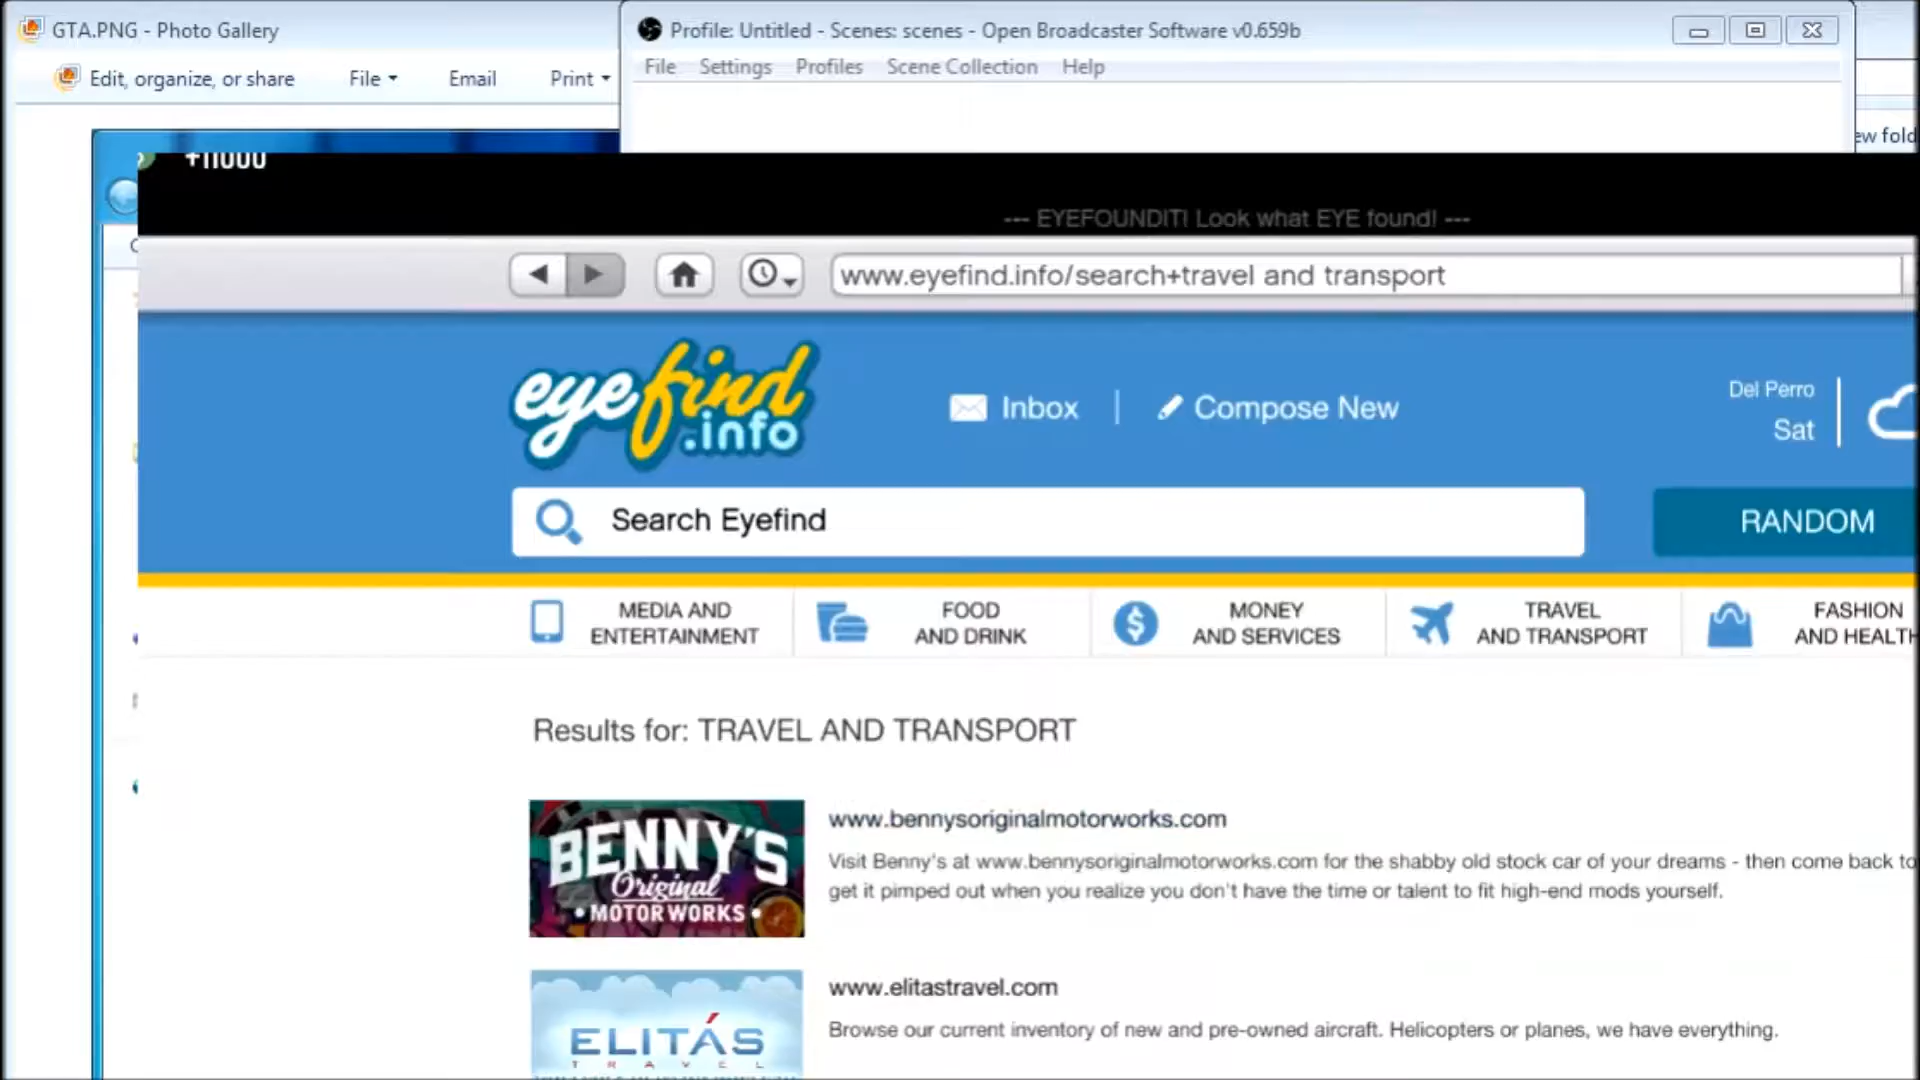 GTA.PNG - Photo Gallery
Profile: Untitled - Scenes: scenes - Open Broadcaster Software v0.659b
Edit, organize, or share File Email Print
File Settings Profiles Scene Collection Help
ew fold
+11000
--- EYEFOUNDIT! Look what EYE found! ---
www.eyefind.info/search+travel and transport
eyefind
.info
Inbox | Compose New
Del Perro
Sat
Search Eyefind
RANDOM
MEDIA AND
ENTERTAINMENT
FOOD
AND DRINK
MONEY
AND SERVICES
TRAVEL
AND TRANSPORT
FASHION
AND HEALTH
Results for: TRAVEL AND TRANSPORT
BENNY'S
Original
• MOTOR WORKS •
www.bennysoriginalmotorworks.com
Visit Benny's at www.bennysoriginalmotorworks.com for the shabby old stock car of your dreams - then come back to
get it pimped out when you realize you don't have the time or talent to fit high-end mods yourself.
ELITÁS
TRAVEL
www.elitastravel.com
Browse our current inventory of new and pre-owned aircraft. Helicopters or planes, we have everything.